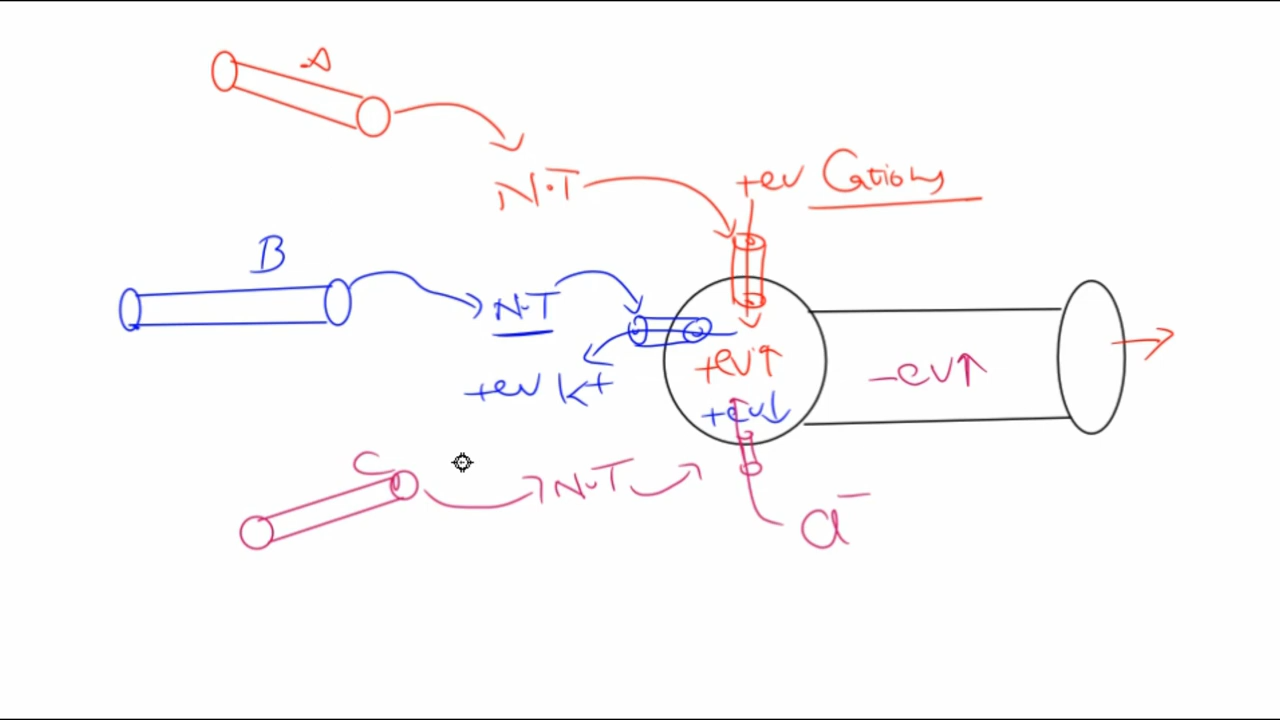 A
N.T
+ev Cations
B
N.T
+ev K+
+ev↑
-ev↑
+ev↓
C
N.T
Cl-